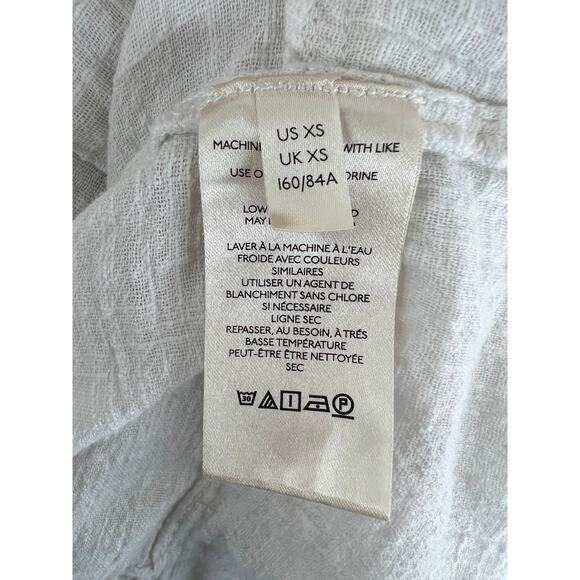 US XS
UK XS
160/84A
MACHIN WITH LIKE
USE O ORINE
LOW D
MAY
LAVER À LA MACHINE À L'EAU
FROIDE AVEC COULEURS
SIMILAIRES
UTILISER UN AGENT DE
BLANCHIMENT SANS CHLORE
SI NÉCESSAIRE
LIGNE SEC
REPASSER, AU BESOIN, À TRÉS
BASSE TEMPÉRATURE
PEUT-ÊTRE ÊTRE NETTOYÉE
SEC
30
P